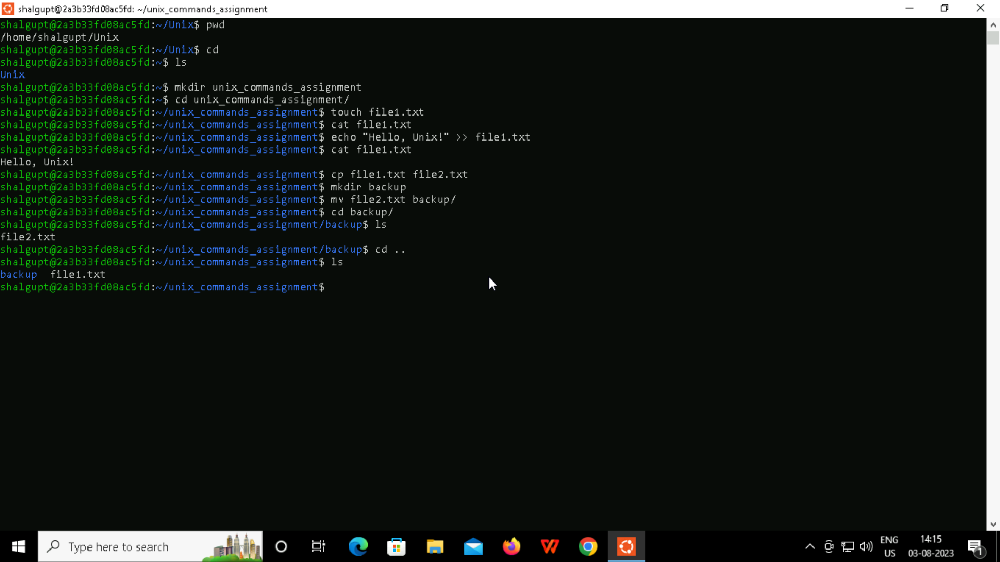 shalgupt@2a3b33fd08ac5fd: ~/unix_commands_assignment
shalgupt@2a3b33fd08ac5fd:~/Unix$ pwd
/home/shalgupt/Unix
shalgupt@2a3b33fd08ac5fd:~/Unix$ cd
shalgupt@2a3b33fd08ac5fd:~$ ls
Unix
shalgupt@2a3b33fd08ac5fd:~$ mkdir unix_commands_assignment
shalgupt@2a3b33fd08ac5fd:~$ cd unix_commands_assignment/
shalgupt@2a3b33fd08ac5fd:~/unix_commands_assignment$ touch file1.txt
shalgupt@2a3b33fd08ac5fd:~/unix_commands_assignment$ cat file1.txt
shalgupt@2a3b33fd08ac5fd:~/unix_commands_assignment$ echo "Hello, Unix!" >> file1.txt
shalgupt@2a3b33fd08ac5fd:~/unix_commands_assignment$ cat file1.txt
Hello, Unix!
shalgupt@2a3b33fd08ac5fd:~/unix_commands_assignment$ cp file1.txt file2.txt
shalgupt@2a3b33fd08ac5fd:~/unix_commands_assignment$ mkdir backup
shalgupt@2a3b33fd08ac5fd:~/unix_commands_assignment$ mv file2.txt backup/
shalgupt@2a3b33fd08ac5fd:~/unix_commands_assignment$ cd backup/
shalgupt@2a3b33fd08ac5fd:~/unix_commands_assignment/backup$ ls
file2.txt
shalgupt@2a3b33fd08ac5fd:~/unix_commands_assignment/backup$ cd ..
shalgupt@2a3b33fd08ac5fd:~/unix_commands_assignment$ ls
backup  file1.txt
shalgupt@2a3b33fd08ac5fd:~/unix_commands_assignment$
Type here to search
ENG
US
14:15
03-08-2023
1